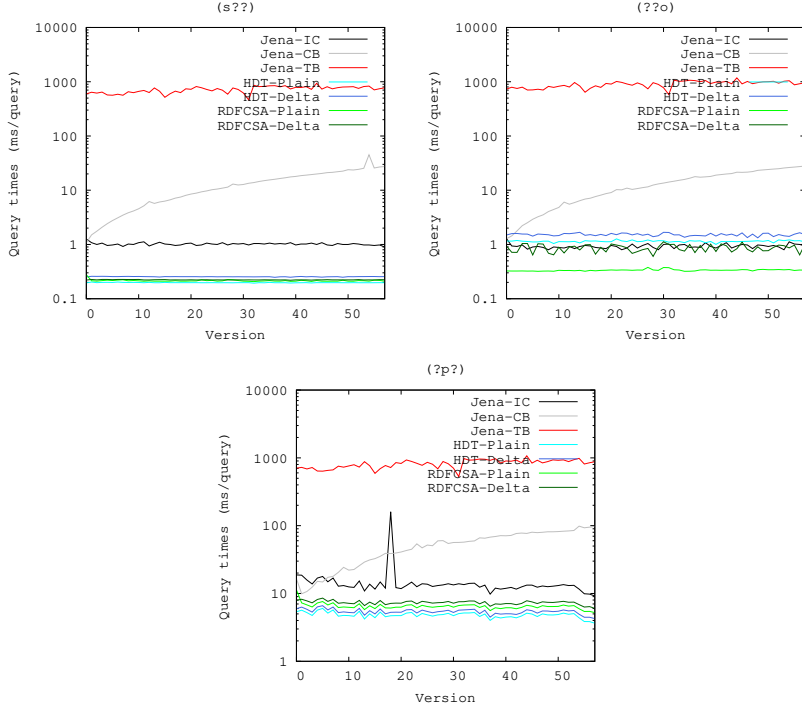 (s??)
Query times (ms/query)
10000
1000
100
10
1
0.1
Jena-IC
Jena-CB
Jena-TB
HDT-Plain
HDT-Delta
RDFCSA-Plain
RDFCSA-Delta
0 10 20 30 40 50
Version
(??o)
Query times (ms/query)
10000
1000
100
10
1
0.1
Jena-IC
Jena-CB
Jena-TB
HDT-Plain
HDT-Delta
RDFCSA-Plain
RDFCSA-Delta
0 10 20 30 40 50
Version
(?p?)
Query times (ms/query)
10000
1000
100
10
1
Jena-IC
Jena-CB
Jena-TB
HDT-Plain
HDT-Delta
RDFCSA-Plain
RDFCSA-Delta
0 10 20 30 40 50
Version